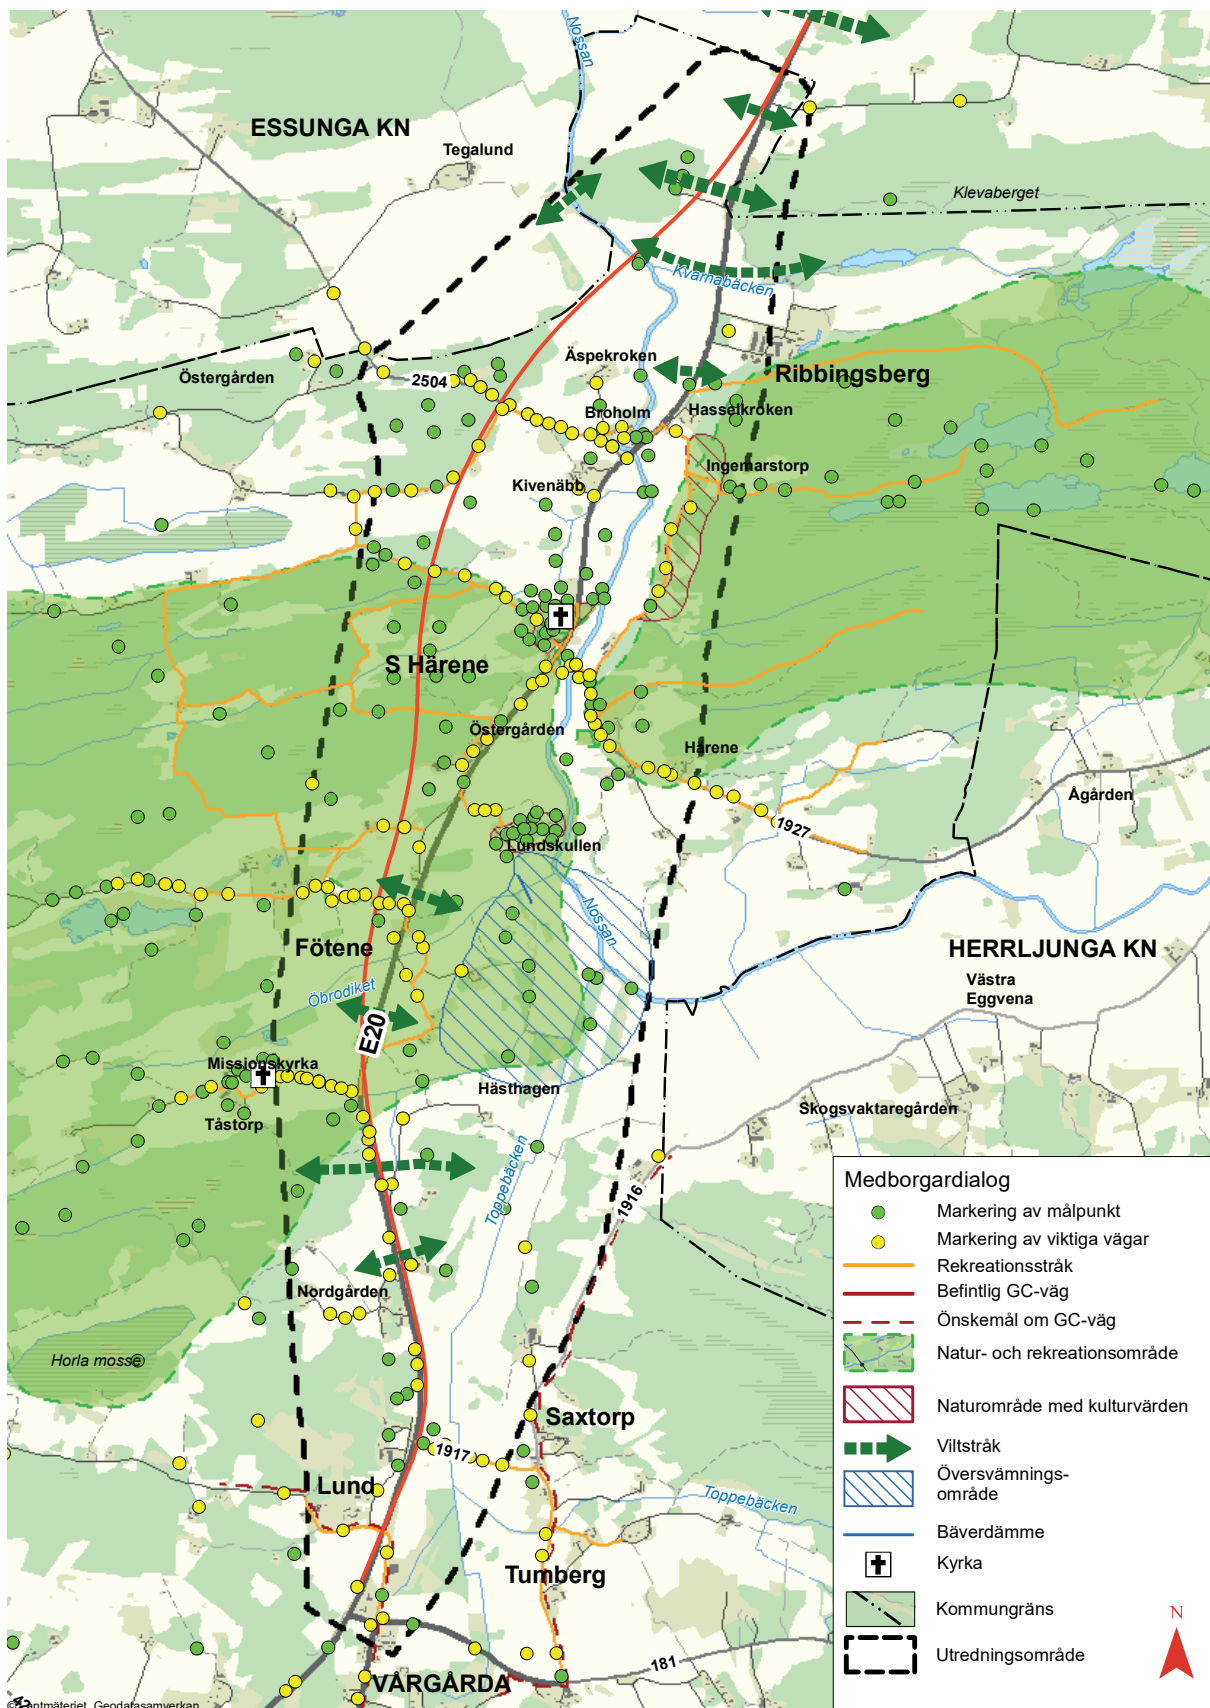 Nossan
ESSUNGA KN
Tegalund
Klevaberget
Kvarnabäcken
Äspekroken
Östergården
2504
Ribbingsberg
Broholm
Hasselkroken
Ingemarstorp
Kivenäbb
S Härene
Östergården
Härene
Ågården
1927
Lundskullen
Nossan
Fötene
HERRLJUNGA KN
Västra
Eggvena
Öbrodiket
E20
Missionskyrka
Hästhagen
Skogsvaktaregården
Tåstorp
Toppebäcken
1916
Nordgården
Horla mosse
Saxtorp
1917
Lund
Toppebäcken
Tumberg
181
VÅRGÅRDA
Medborgardialog
Markering av målpunkt
Markering av viktiga vägar
Rekreationsstråk
Befintlig GC-väg
Önskemål om GC-väg
Natur- och rekreationsområde
Naturområde med kulturvärden
Viltstråk
Översvämnings-
område
Bäverdämme
Kyrka
Kommungräns
Utredningsområde
N
Geodatasamverkan